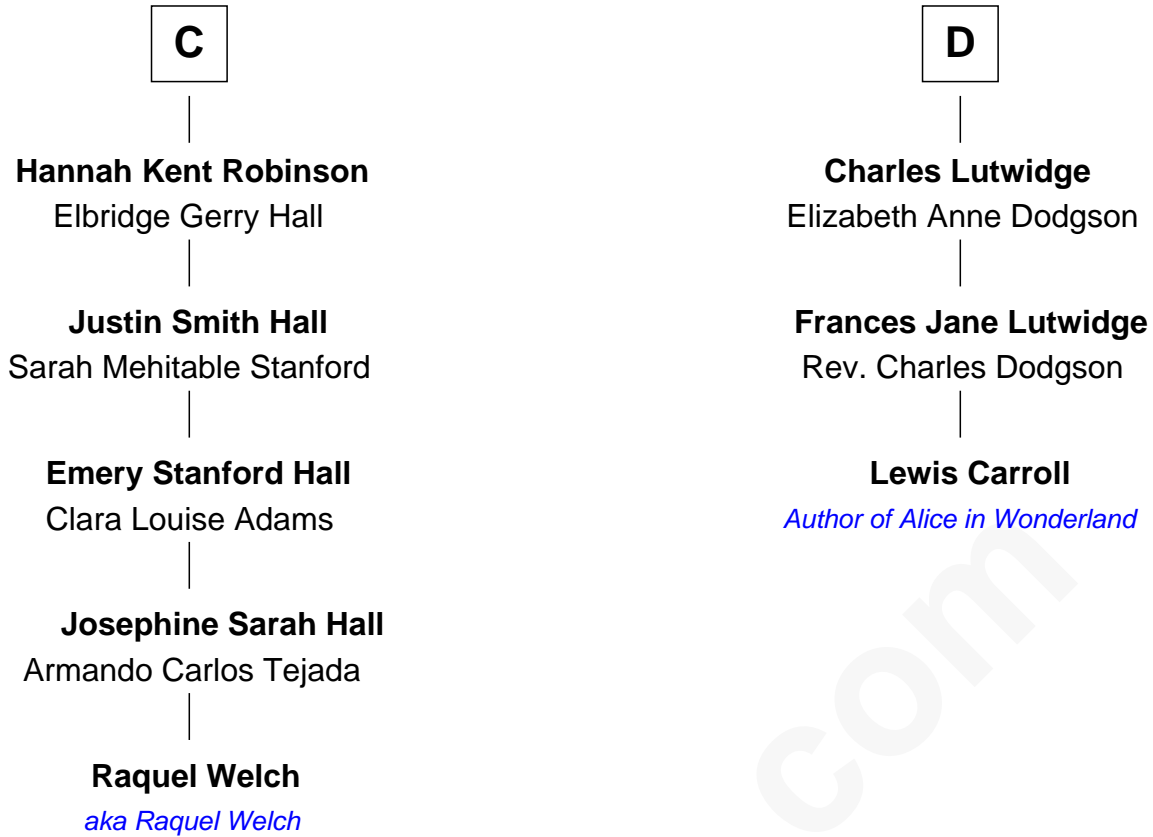 C
Hannah Kent Robinson
Elbridge Gerry Hall
Justin Smith Hall
Sarah Mehitable Stanford
Emery Stanford Hall
Clara Louise Adams
Josephine Sarah Hall
Armando Carlos Tejada
Raquel Welch
aka Raquel Welch
D
Charles Lutwidge
Elizabeth Anne Dodgson
Frances Jane Lutwidge
Rev. Charles Dodgson
Lewis Carroll
Author of Alice in Wonderland
com